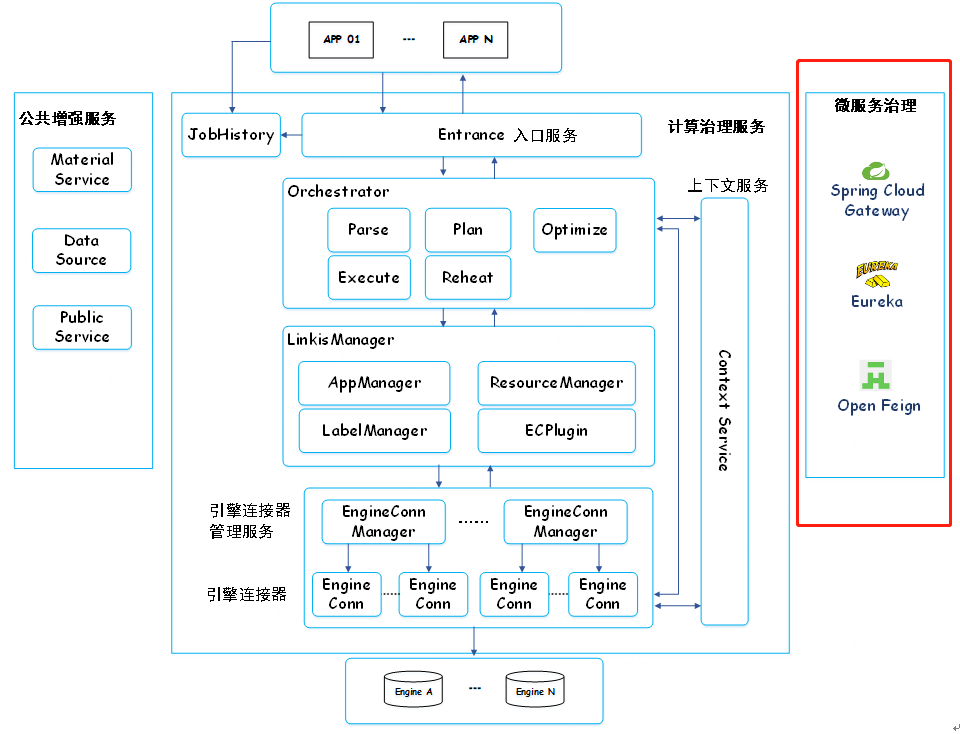 APP 01
---
APP N
公共增强服务
Material
Service
Data
Source
Public
Service
JobHistory
Entrance 入口服务
计算治理服务
上下文服务
Orchestrator
Parse
Plan
Optimize
Execute
Reheat
LinkisManager
AppManager
ResourceManager
LabelManager
ECPlugin
Context Service
引擎连接器
管理服务
EngineConn
Manager
......
EngineConn
Manager
引擎连接器
Engine
Conn
......
Engine
Conn
Engine
Conn
......
Engine
Conn
Engine A
---
Engine N
微服务治理
Spring Cloud
Gateway
EUREKA
Eureka
Open Feign